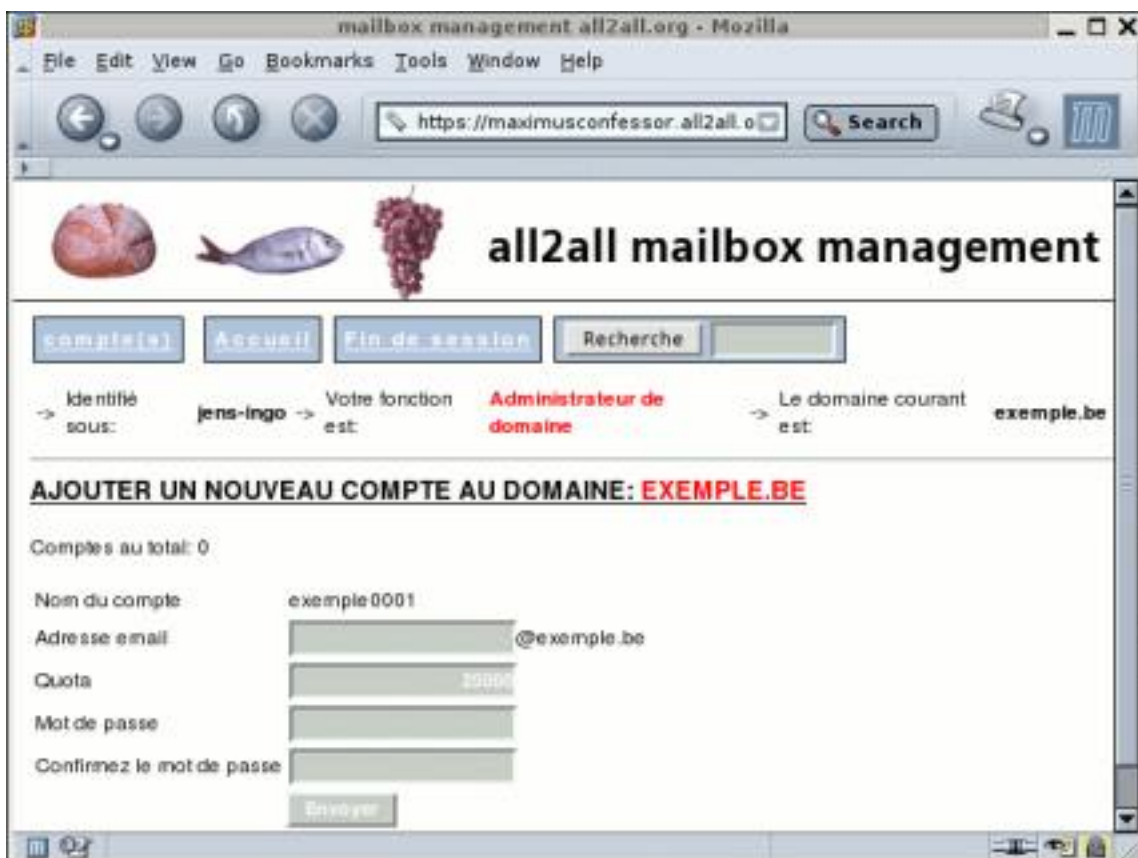 mailbox management all2all.org - Mozilla
File Edit View Go Bookmarks Tools Window Help
https://maximusconfessor.all2all.o Search
all2all mailbox management
compte(s) Accueil Fin de session Recherche
-> Identifié sous: jens-ingo -> Votre fonction est: Administrateur de domaine -> Le domaine courant est: exemple.be
AJOUTER UN NOUVEAU COMPTE AU DOMAINE: EXEMPLE.BE
Comptes au total: 0
Nom du compte exemple0001
Adresse email @exemple.be
Quota 20000
Mot de passe
Confirmez le mot de passe
Envoyer